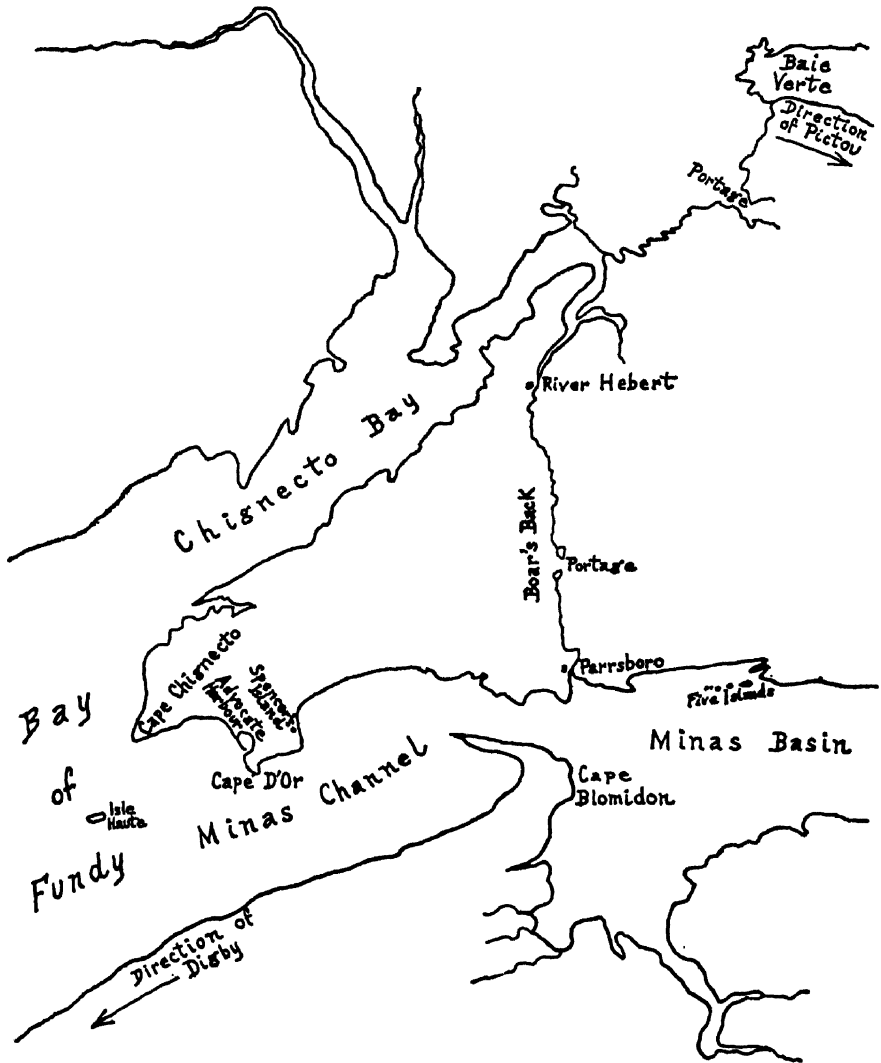 Baie
Verte
Direction
of Pictou
Portage
River Hebert
Chignecto Bay
Boar's Back
Portage
Parrsboro
Five Islands
Cape Chignecto
Advocate
Harbour
Spencer's
Island
Cape D'Or
Bay
of
Fundy
Isle
Haute
Minas Channel
Minas Basin
Cape
Blomidon
Direction of
Digby